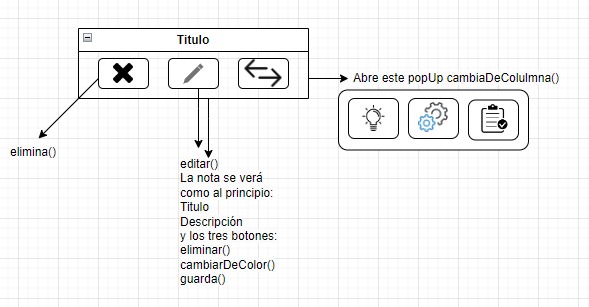 Titulo
Abre este popUp cambiaDeColulmna()
elimina()
editar()
La nota se verá
como al principio:
Titulo
Descripción
y los tres botones:
eliminar()
cambiarDeColor()
guarda()